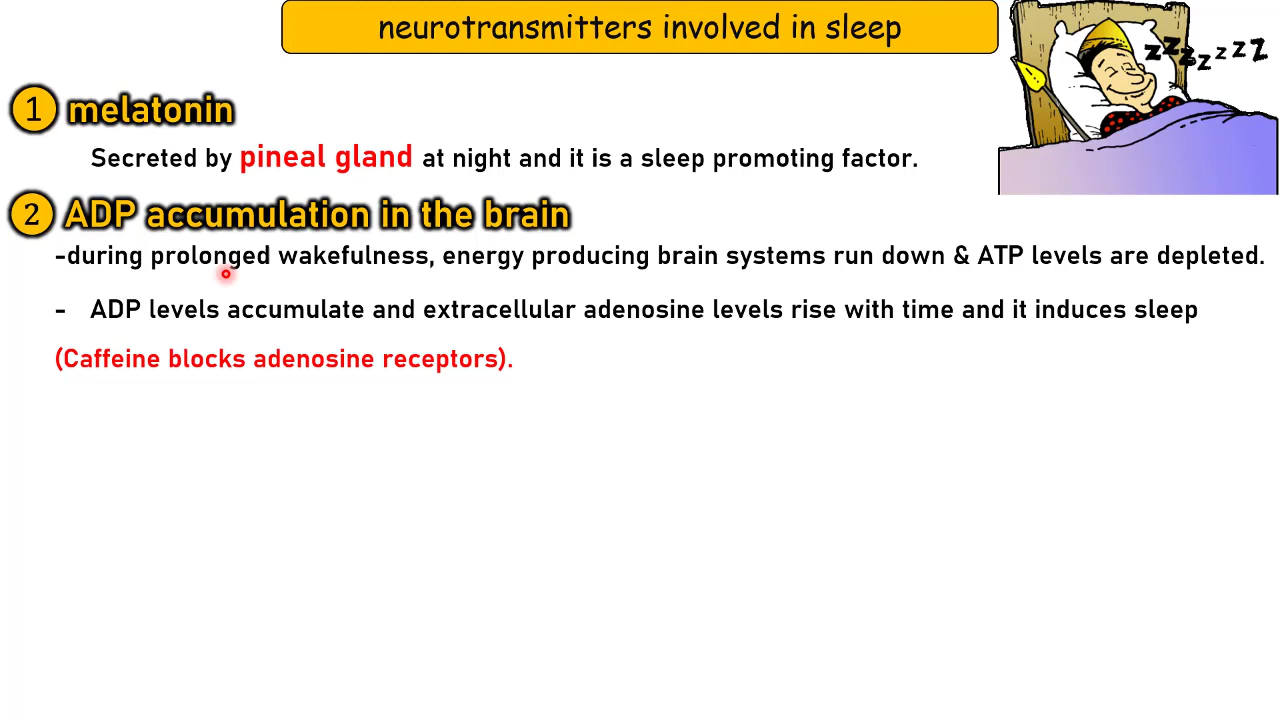 neurotransmitters involved in sleep
zzzzzzz
1 melatonin
Secreted by pineal gland at night and it is a sleep promoting factor.
2 ADP accumulation in the brain
-during prolonged wakefulness, energy producing brain systems run down & ATP levels are depleted.
- ADP levels accumulate and extracellular adenosine levels rise with time and it induces sleep
(Caffeine blocks adenosine receptors).